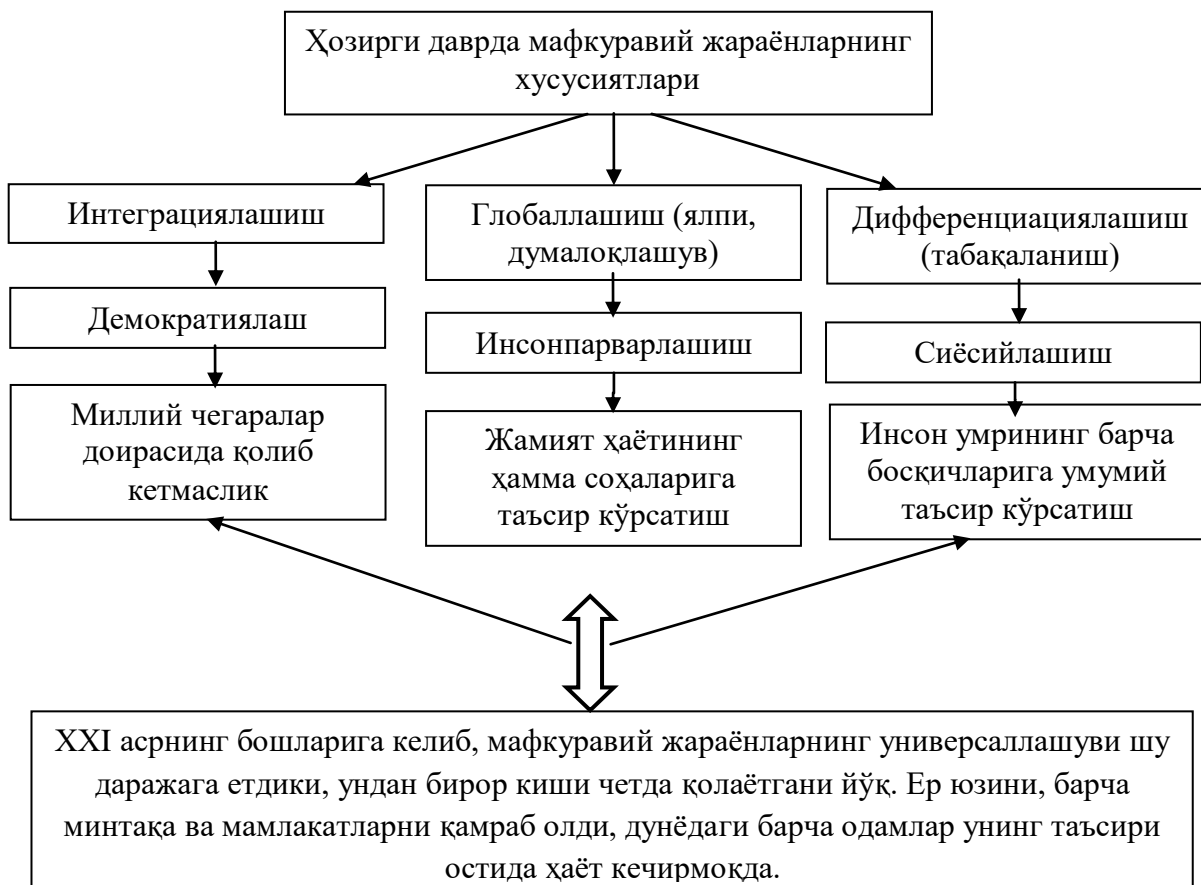 Ҳозирги даврда мафкуравий жараёнларнинг
хусусиятлари
Интеграциялашиш
Глобаллашиш (ялпи,
думалоқлашув)
Дифференциациялашиш
(табақаланиш)
Демократиялаш
Инсонпарварлашиш
Сиёсийлашиш
Миллий чегаралар
доирасида қолиб
кетмаслик
Жамият ҳаётининг
ҳамма соҳаларига
таъсир кўрсатиш
Инсон умрининг барча
босқичларига умумий
таъсир кўрсатиш
XXI асрнинг бошларига келиб, мафкуравий жараёнларнинг универсаллашуви шу
даражага етдики, ундан бирор киши четда қолаётгани йўқ. Ер юзини, барча
минтақа ва мамлакатларни қамраб олди, дунёдаги барча одамлар унинг таъсири
остида ҳаёт кечирмоқда.